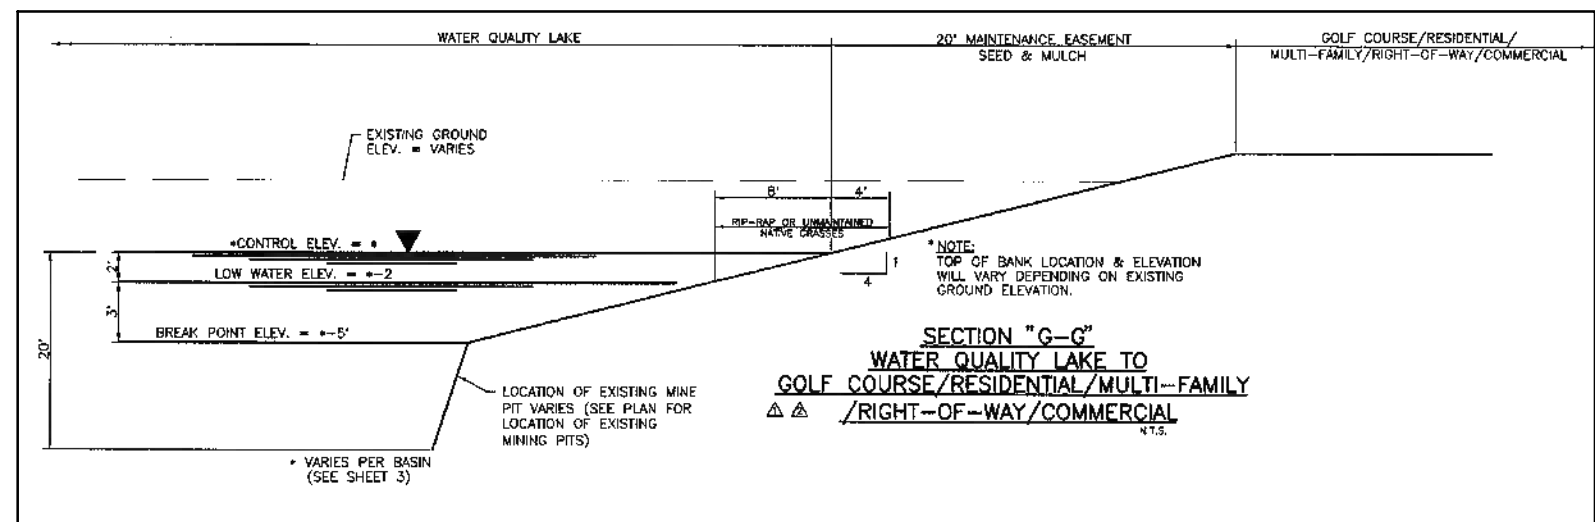 WATER QUALITY LAKE
20' MAINTENANCE EASEMENT
SEED & MULCH
GOLF COURSE/RESIDENTIAL/
MULTI-FAMILY/RIGHT-OF-WAY/COMMERCIAL
EXISTING GROUND
ELEV. = VARIES
8'
4'
RIP-RAP OR UNMAINTAINED
NATIVE GRASSES
*CONTROL ELEV. = *
2'
LOW WATER ELEV. = *-2
3'
BREAK POINT ELEV. = *-5'
20'
1
4
* NOTE:
TOP OF BANK LOCATION & ELEVATION
WILL VARY DEPENDING ON EXISTING
GROUND ELEVATION.
LOCATION OF EXISTING MINE
PIT VARIES (SEE PLAN FOR
LOCATION OF EXISTING
MINING PITS)
* VARIES PER BASIN
(SEE SHEET 3)
SECTION "G-G"
WATER QUALITY LAKE TO
GOLF COURSE/RESIDENTIAL/MULTI-FAMILY
1 2 /RIGHT-OF-WAY/COMMERCIAL
N.T.S.